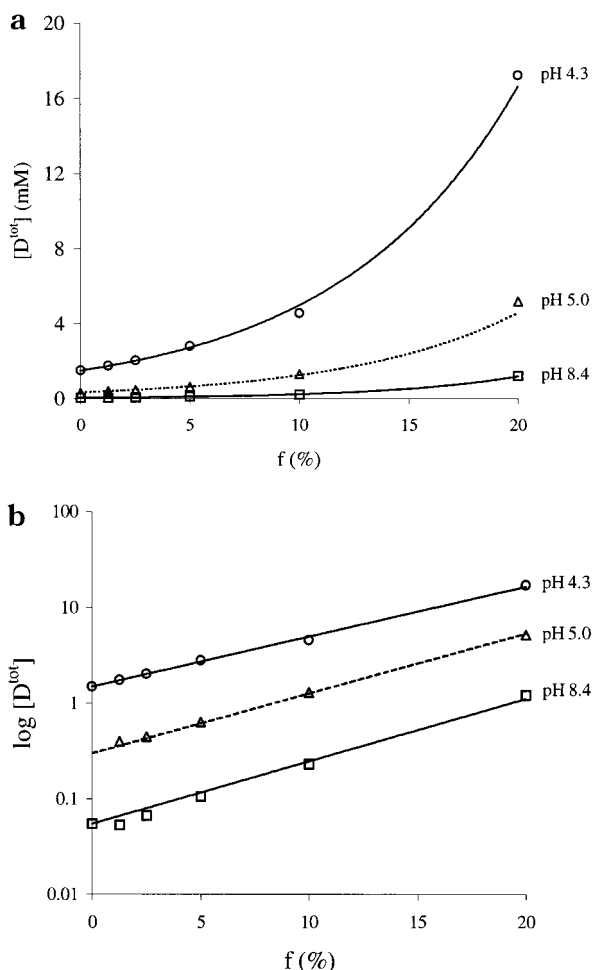 a
20
16
12
8
4
0
[D^tot] (mM)
pH 4.3
pH 5.0
pH 8.4
0 5 10 15 20
f (%)
b
100
10
1
0.1
0.01
log [D^tot]
pH 4.3
pH 5.0
pH 8.4
0 5 10 15 20
f (%)